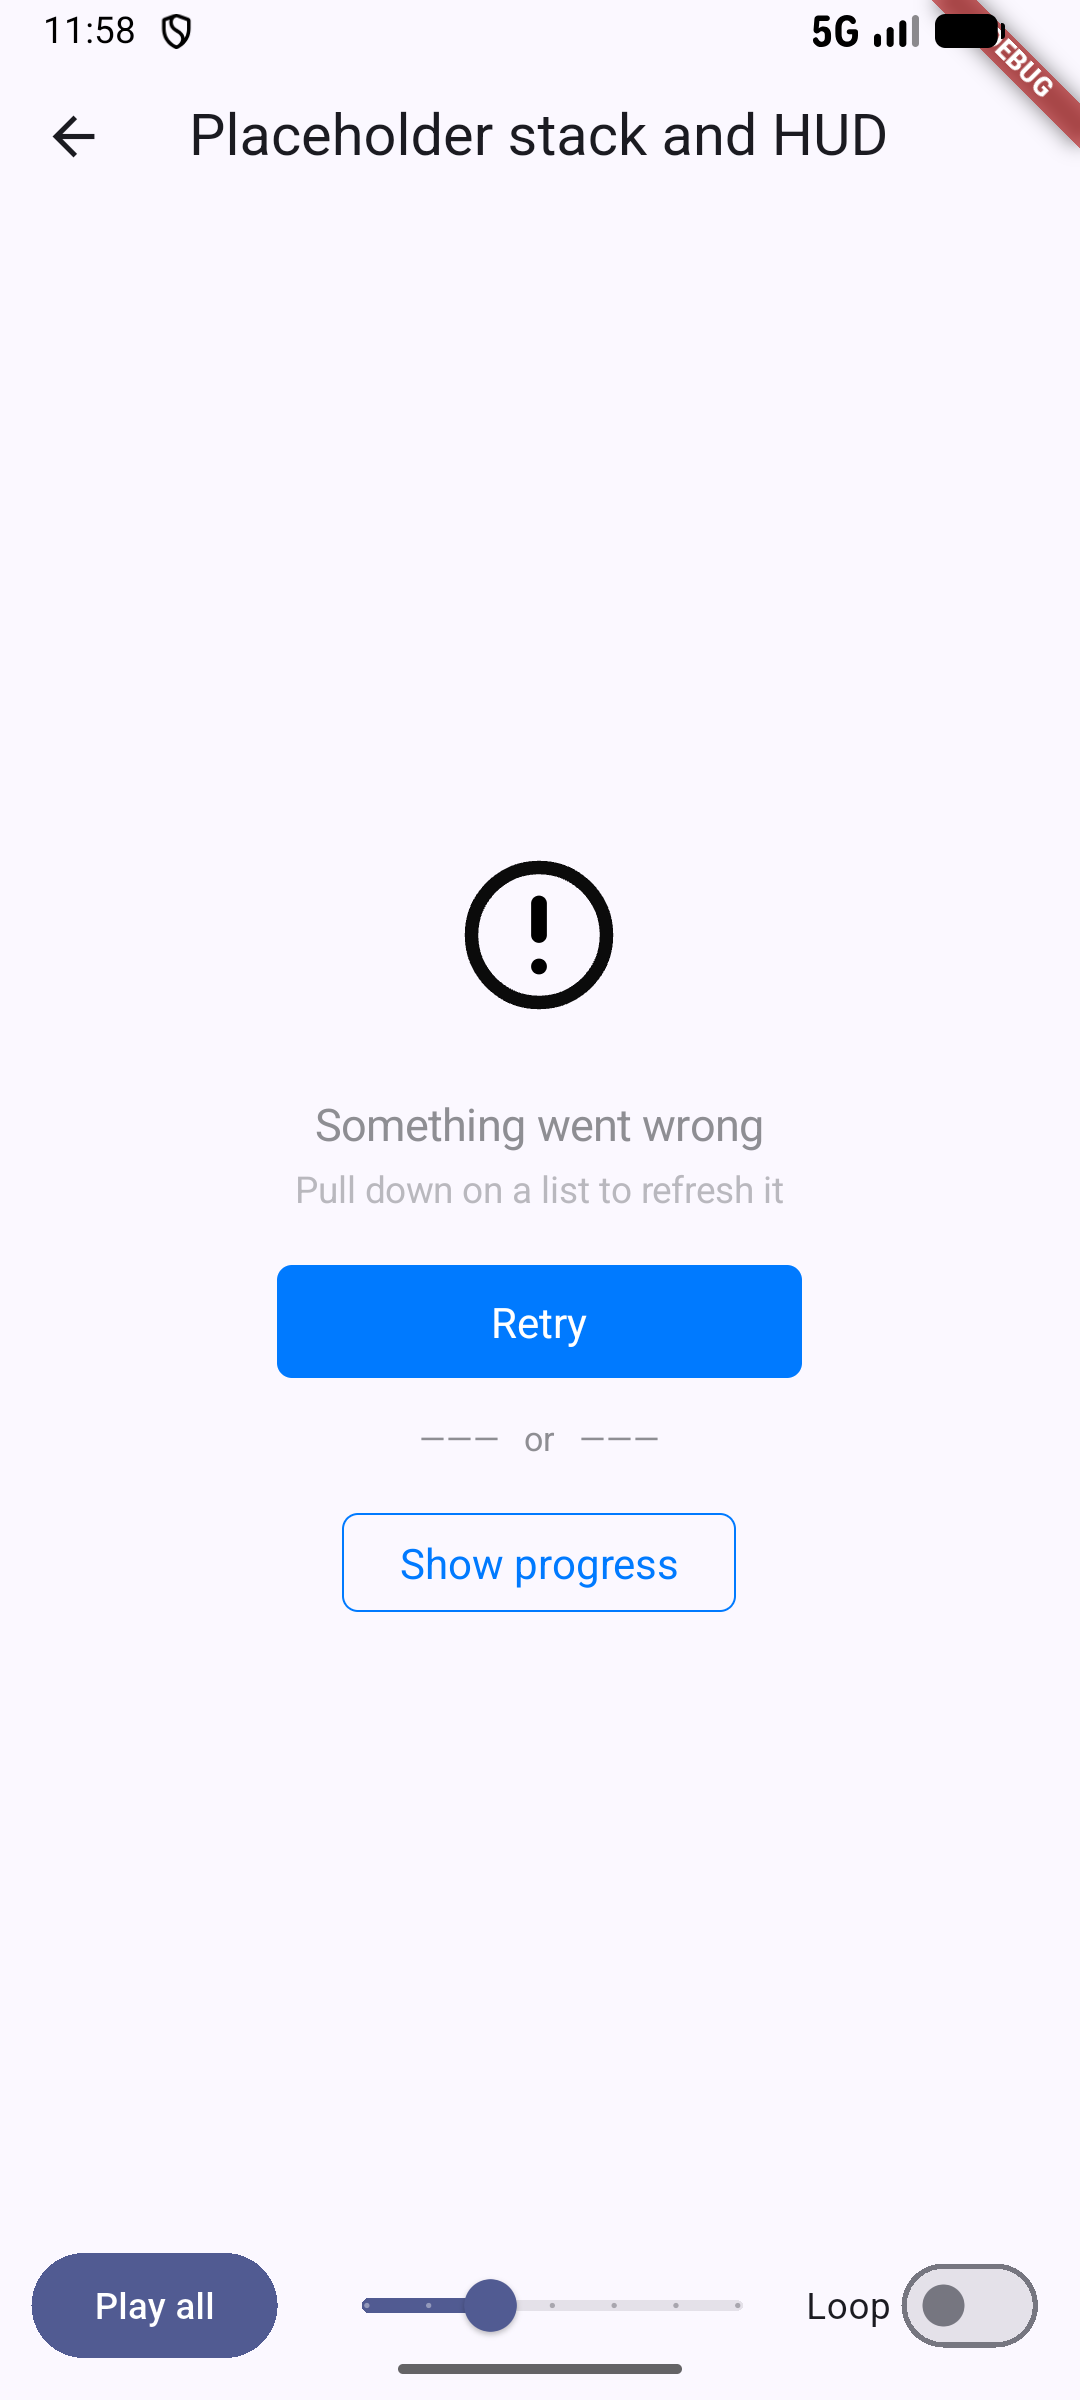 11:58
5G
EBUG
Placeholder stack and HUD
Something went wrong
Pull down on a list to refresh it
Retry
——— or ———
Show progress
Play all
Loop